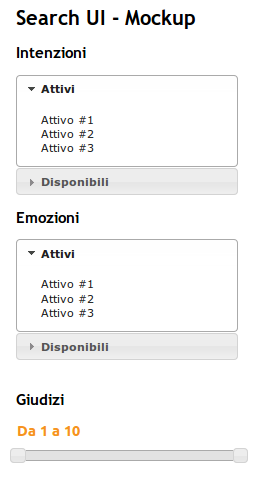 Search UI - Mockup
Intenzioni
Attivi
Attivo #1
Attivo #2
Attivo #3
Disponibili
Emozioni
Attivi
Attivo #1
Attivo #2
Attivo #3
Disponibili
Giudizi
Da 1 a 10